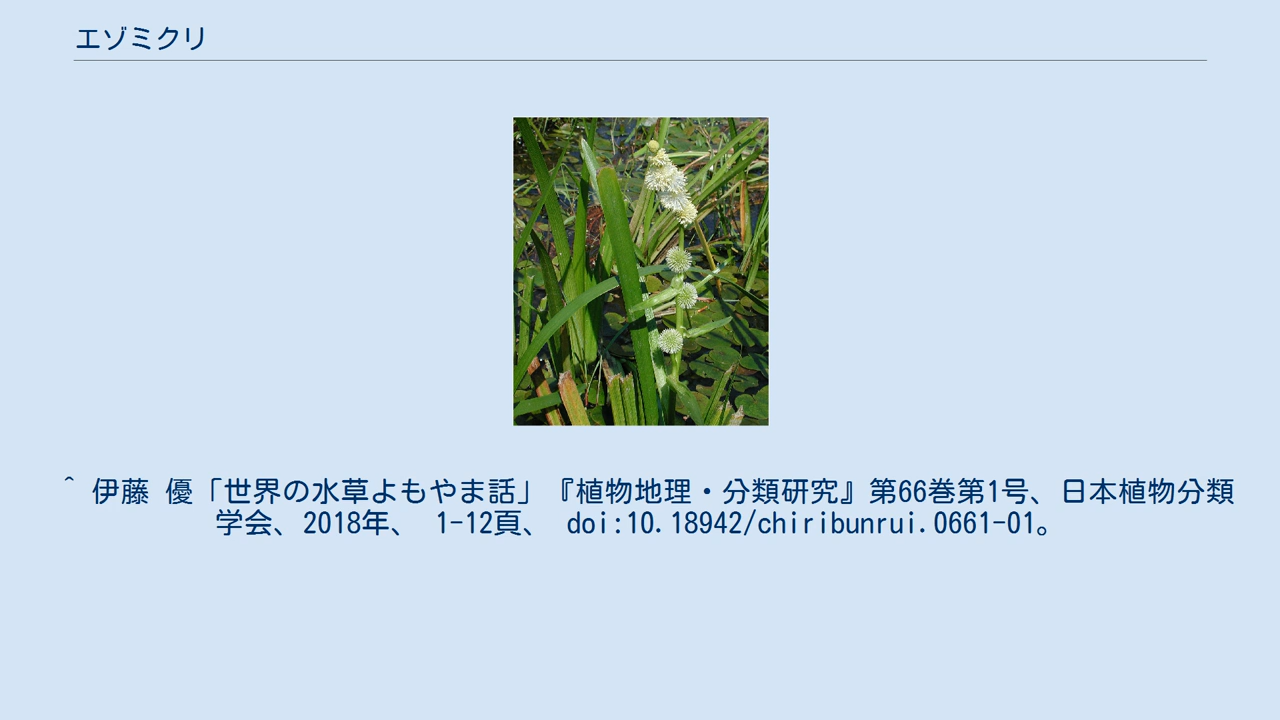 エゾミクリ
^ 伊藤 優「世界の水草よもやま話」『植物地理・分類研究』第66巻第1号、日本植物分類
学会、2018年、 1-12頁、 doi:10.18942/chiribunrui.0661-01。